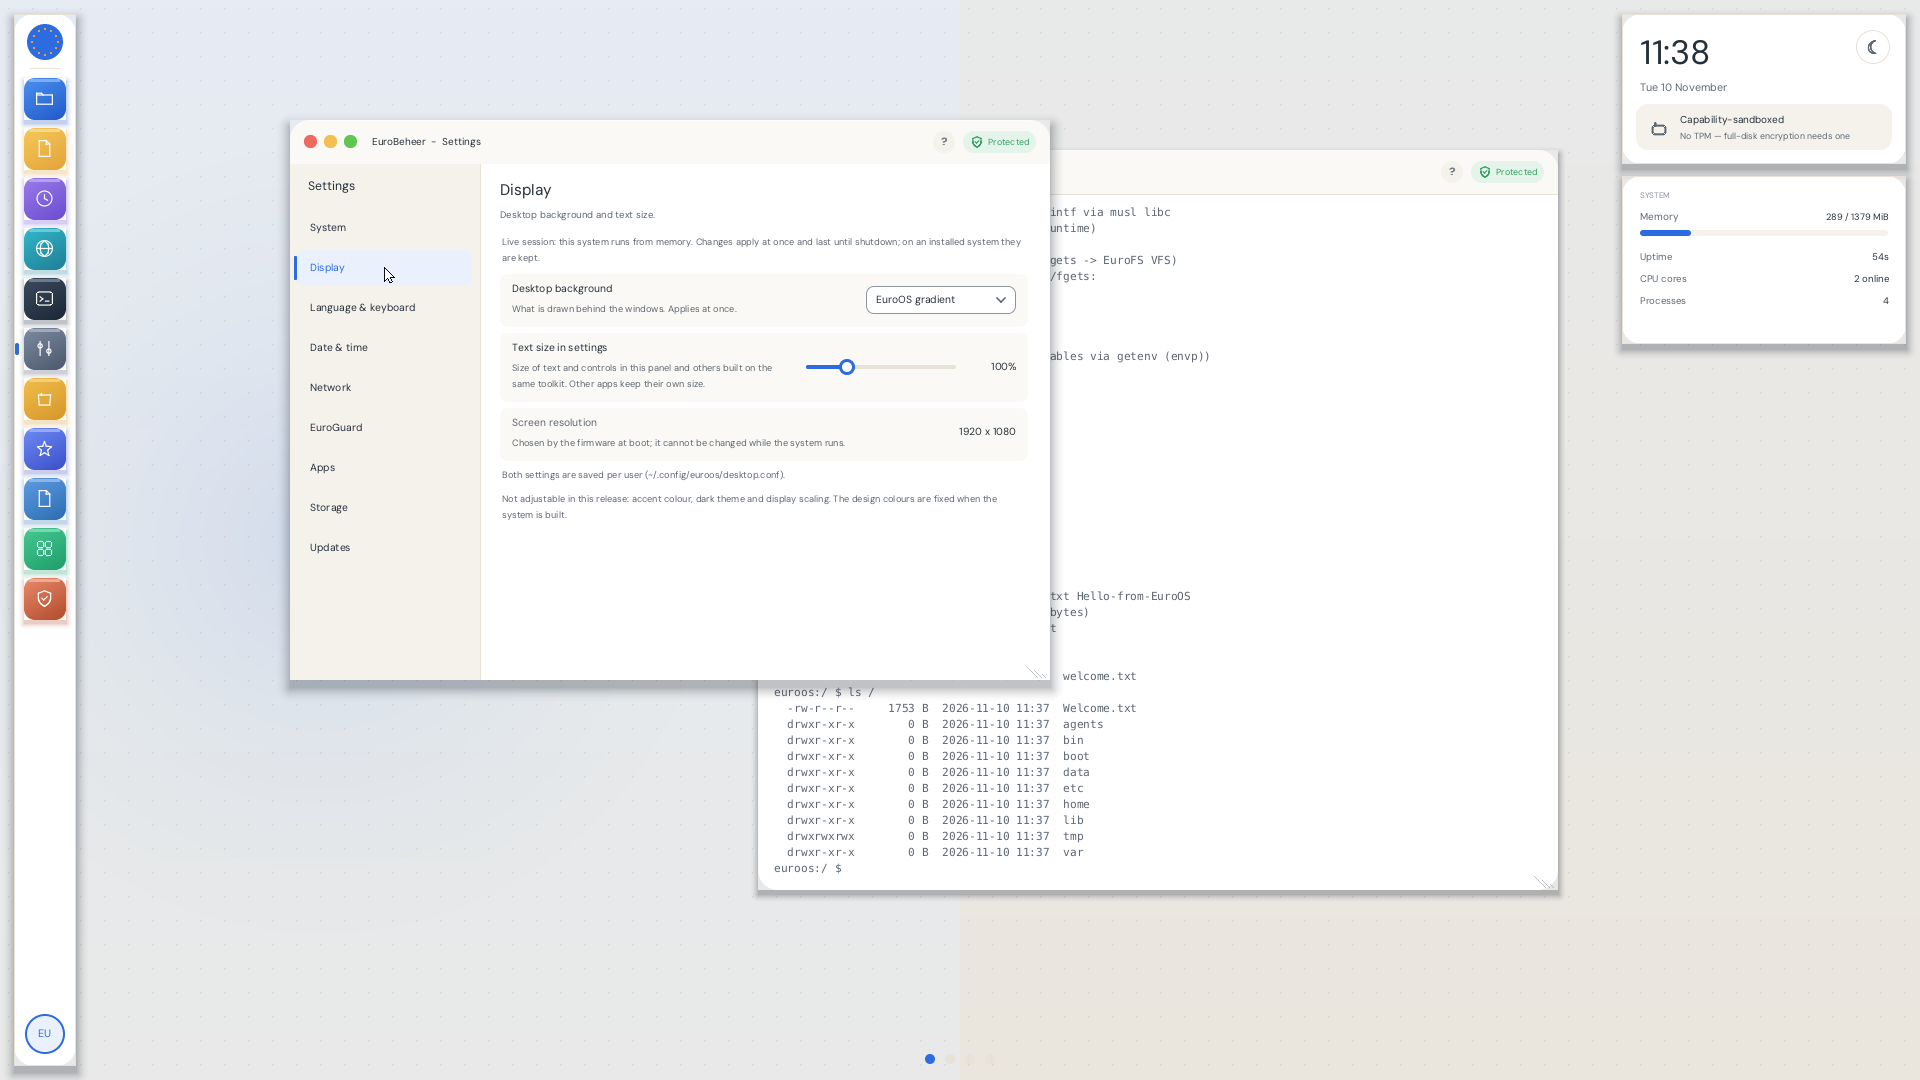 EuroBeheer - Settings
? Protected
Settings
System
Display
Language & keyboard
Date & time
Network
EuroGuard
Apps
Storage
Updates
Display
Desktop background and text size.
Live session: this system runs from memory. Changes apply at once and last until shutdown; on an installed system they
are kept.
Desktop background
What is drawn behind the windows. Applies at once.
EuroOS gradient
Text size in settings
Size of text and controls in this panel and others built on the
same toolkit. Other apps keep their own size.
100%
Screen resolution
Chosen by the firmware at boot; it cannot be changed while the system runs.
1920 x 1080
Both settings are saved per user (~/.config/euroos/desktop.conf).
Not adjustable in this release: accent colour, dark theme and display scaling. The design colours are fixed when the
system is built.
? Protected
intf via musl libc
untime)
gets -> EuroFS VFS)
/fgets:
ables via getenv (envp))
txt Hello-from-EuroOS
bytes)
t
welcome.txt
euroos:/ $ ls /
-rw-r--r-- 1753 B 2026-11-10 11:37 Welcome.txt
drwxr-xr-x 0 B 2026-11-10 11:37 agents
drwxr-xr-x 0 B 2026-11-10 11:37 bin
drwxr-xr-x 0 B 2026-11-10 11:37 boot
drwxr-xr-x 0 B 2026-11-10 11:37 data
drwxr-xr-x 0 B 2026-11-10 11:37 etc
drwxr-xr-x 0 B 2026-11-10 11:37 home
drwxr-xr-x 0 B 2026-11-10 11:37 lib
drwxrwxrwx 0 B 2026-11-10 11:37 tmp
drwxr-xr-x 0 B 2026-11-10 11:37 var
euroos:/ $
11:38
Tue 10 November
Capability-sandboxed
No TPM — full-disk encryption needs one
SYSTEM
Memory 289 / 1379 MiB
Uptime 54s
CPU cores 2 online
Processes 4
EU